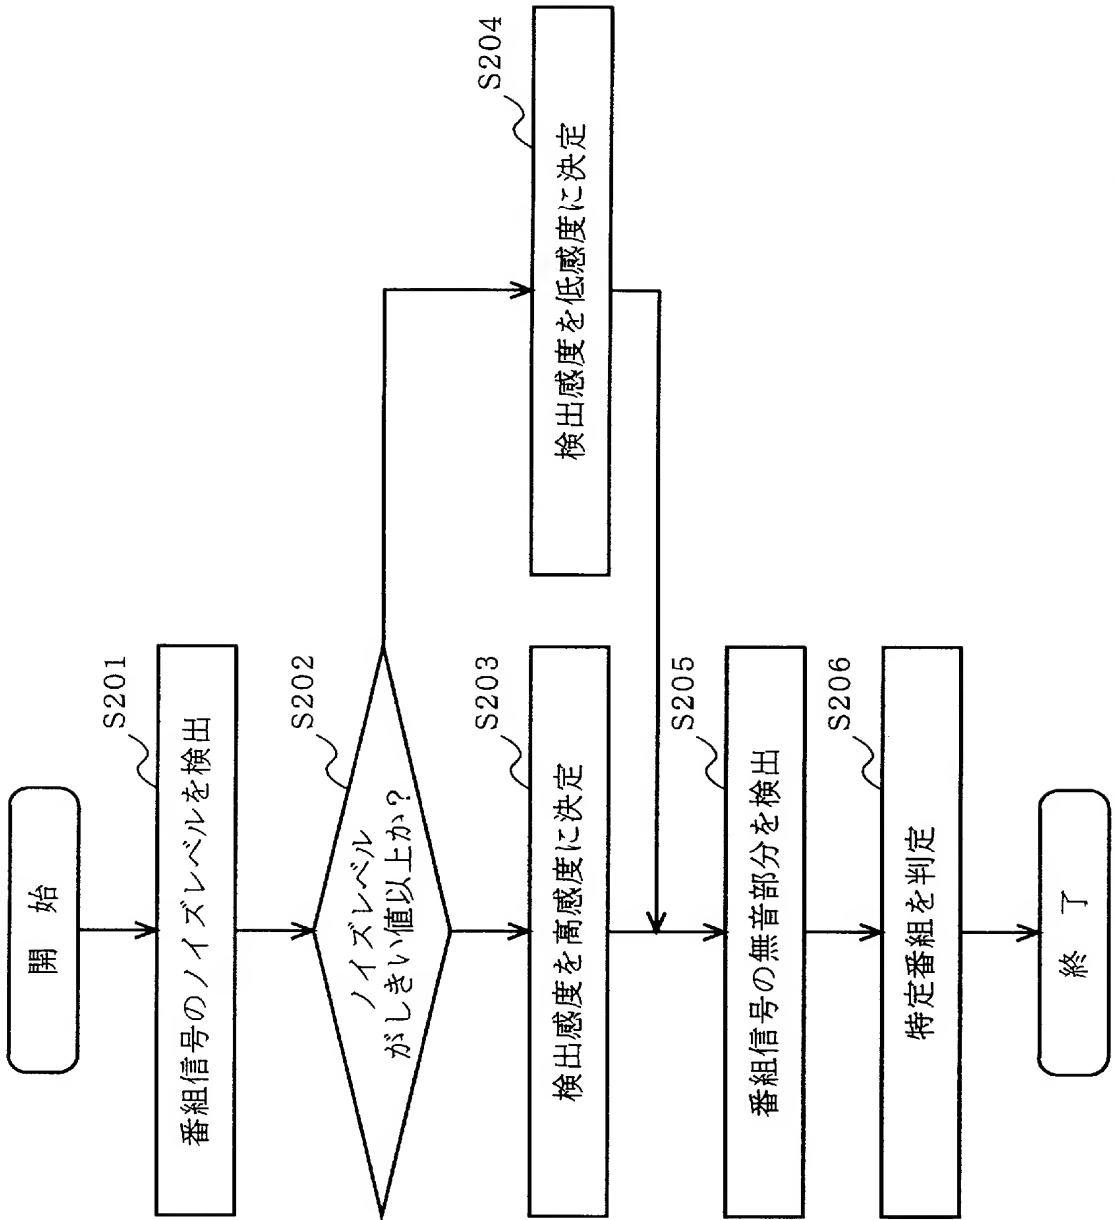 開　始
S201
番組信号のノイズレベルを検出
S202
ノイズレベル
がしきい値以上か？
S203
検出感度を高感度に決定
S204
検出感度を低感度に決定
S205
番組信号の無音部分を検出
S206
特定番組を判定
終　了